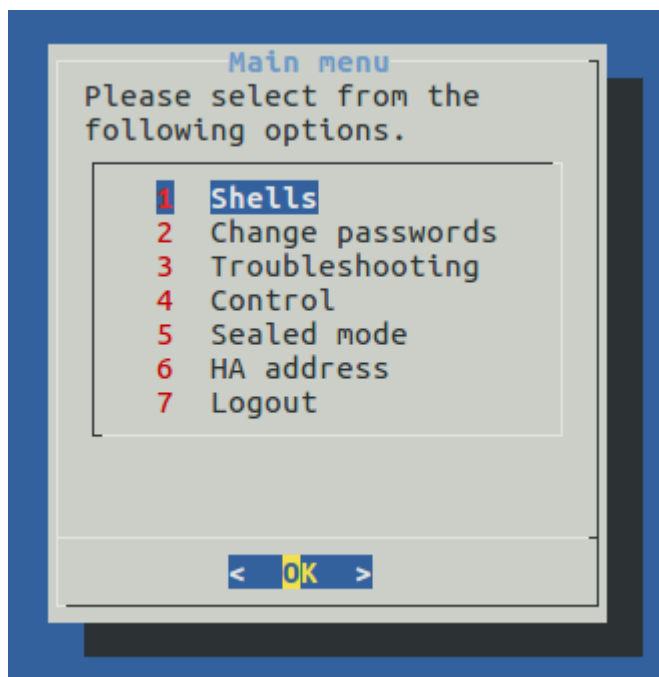 Main menu
Please select from the
following options.
1 Shells
2 Change passwords
3 Troubleshooting
4 Control
5 Sealed mode
6 HA address
7 Logout
< OK >